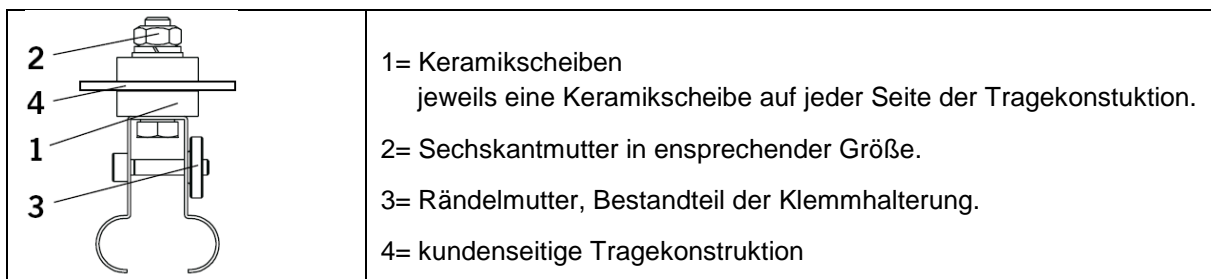 2
4
1
3
1= Keramikscheiben
jeweils eine Keramikscheibe auf jeder Seite der Tragekonstuktion.
2= Sechskantmutter in ensprechender Größe.
3= Rändelmutter, Bestandteil der Klemmhalterung.
4= kundenseitige Tragekonstruktion